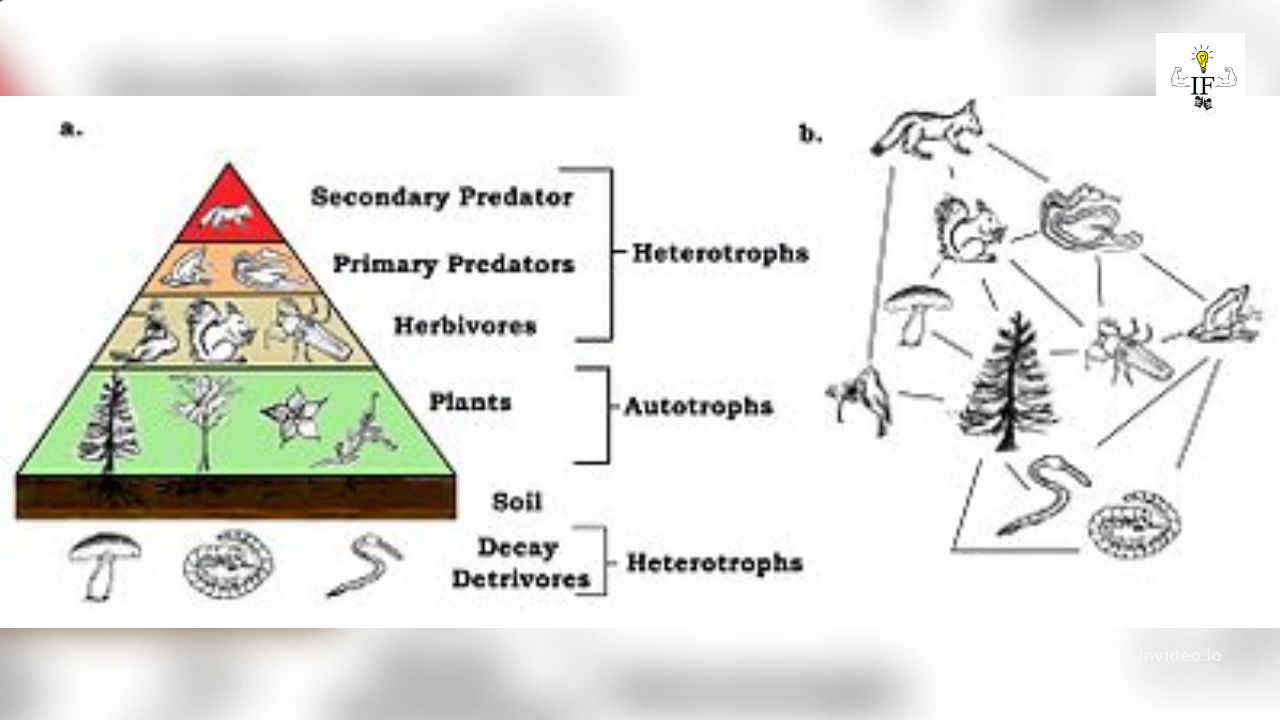 IF
a.
b.
Secondary Predator
Primary Predators
Heterotrophs
Herbivores
Plants
Autotrophs
Soil
Decay
Detrivores
Heterotrophs
invideo.io